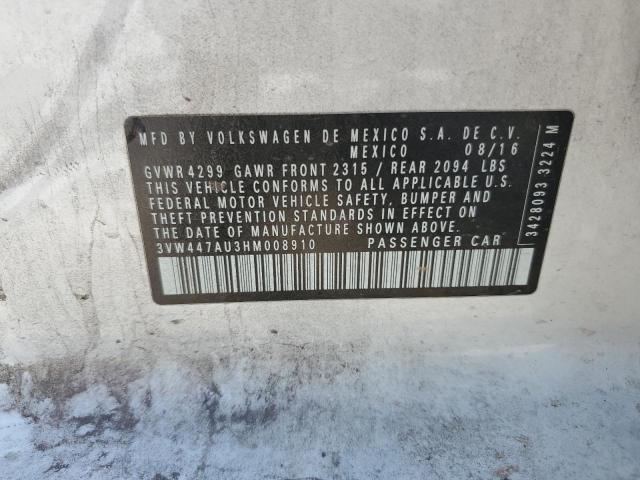 MFD BY VOLKSWAGEN DE MEXICO S.A. DE C.V.
MEXICO 08/16
GVWR 4299 GAWR FRONT 2315 / REAR 2094 LBS
THIS VEHICLE CONFORMS TO ALL APPLICABLE U.S.
FEDERAL MOTOR VEHICLE SAFETY, BUMPER AND
THEFT PREVENTION STANDARDS IN EFFECT ON
THE DATE OF MANUFACTURE SHOWN ABOVE.
3VW447AU3HM008910 PASSENGER CAR
3428093 3224 M